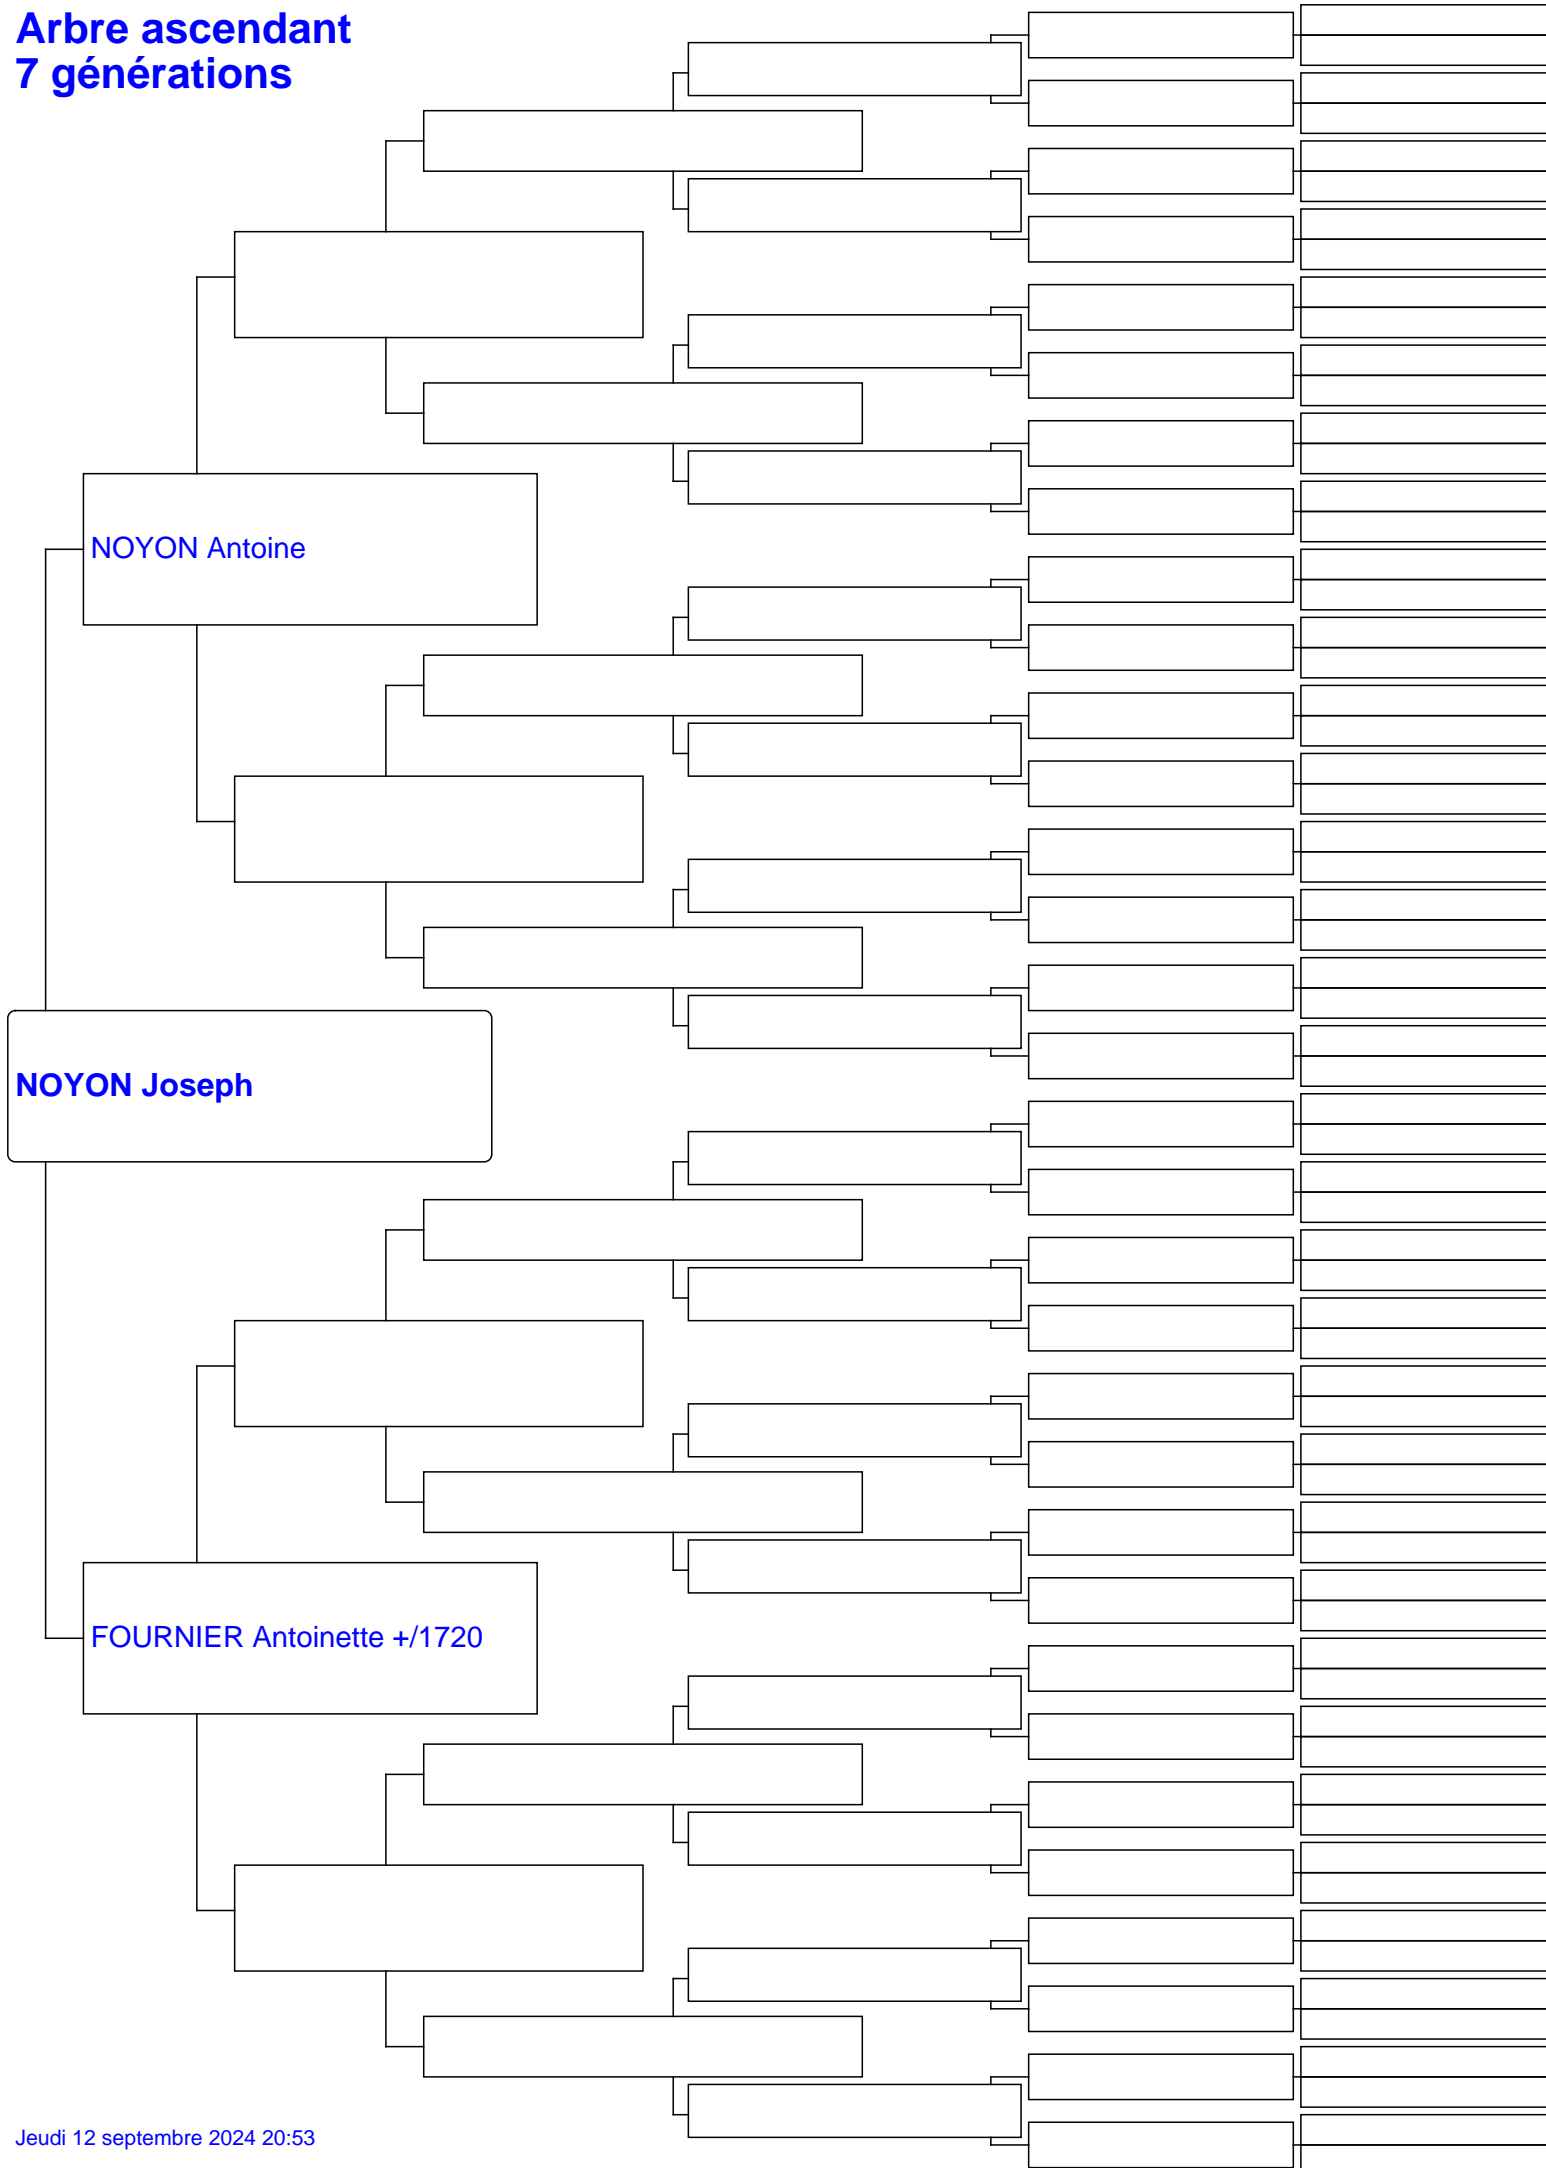 Arbre ascendant
7 générations
NOYON Antoine
NOYON Joseph
FOURNIER Antoinette +/1720
Jeudi 12 septembre 2024 20:53